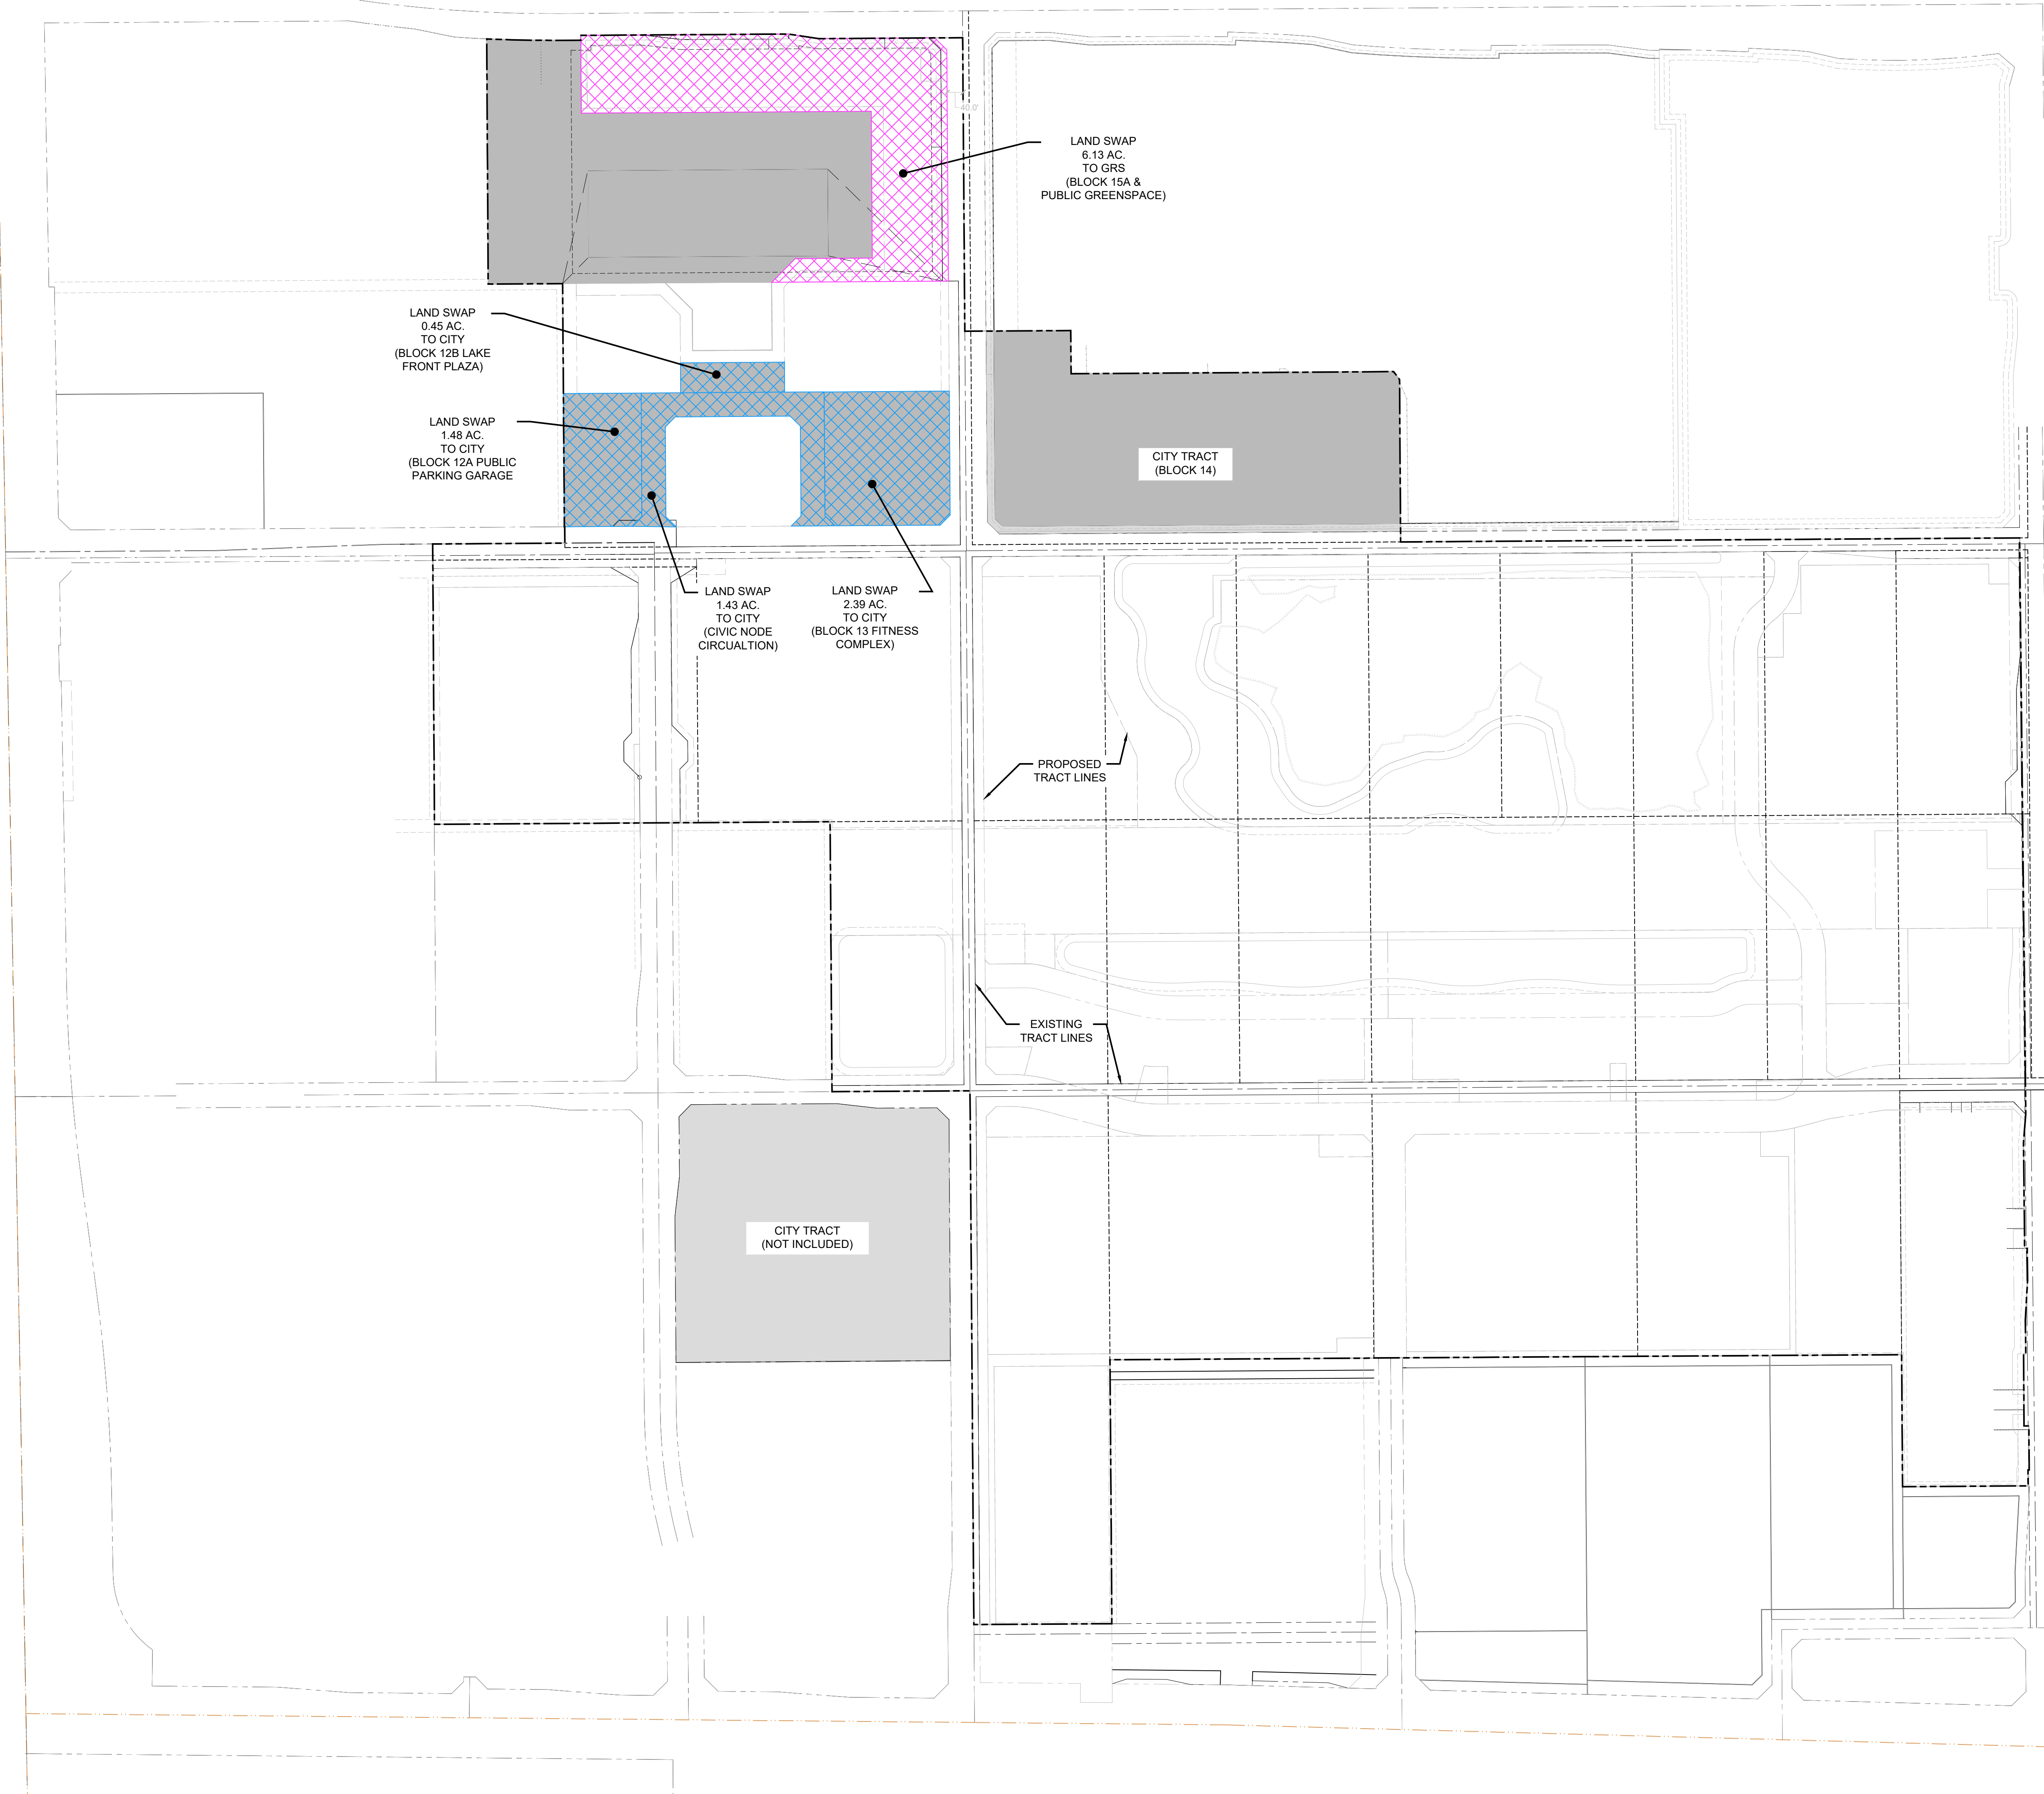 40.0'
LAND SWAP
6.13 AC.
TO GRS
(BLOCK 15A &
PUBLIC GREENSPACE)
LAND SWAP
0.45 AC.
TO CITY
(BLOCK 12B LAKE
FRONT PLAZA)
LAND SWAP
1.48 AC.
TO CITY
(BLOCK 12A PUBLIC
PARKING GARAGE
CITY TRACT
(BLOCK 14)
LAND SWAP
1.43 AC.
TO CITY
(CIVIC NODE
CIRCUALTION)
LAND SWAP
2.39 AC.
TO CITY
(BLOCK 13 FITNESS
COMPLEX)
PROPOSED
TRACT LINES
EXISTING
TRACT LINES
CITY TRACT
(NOT INCLUDED)